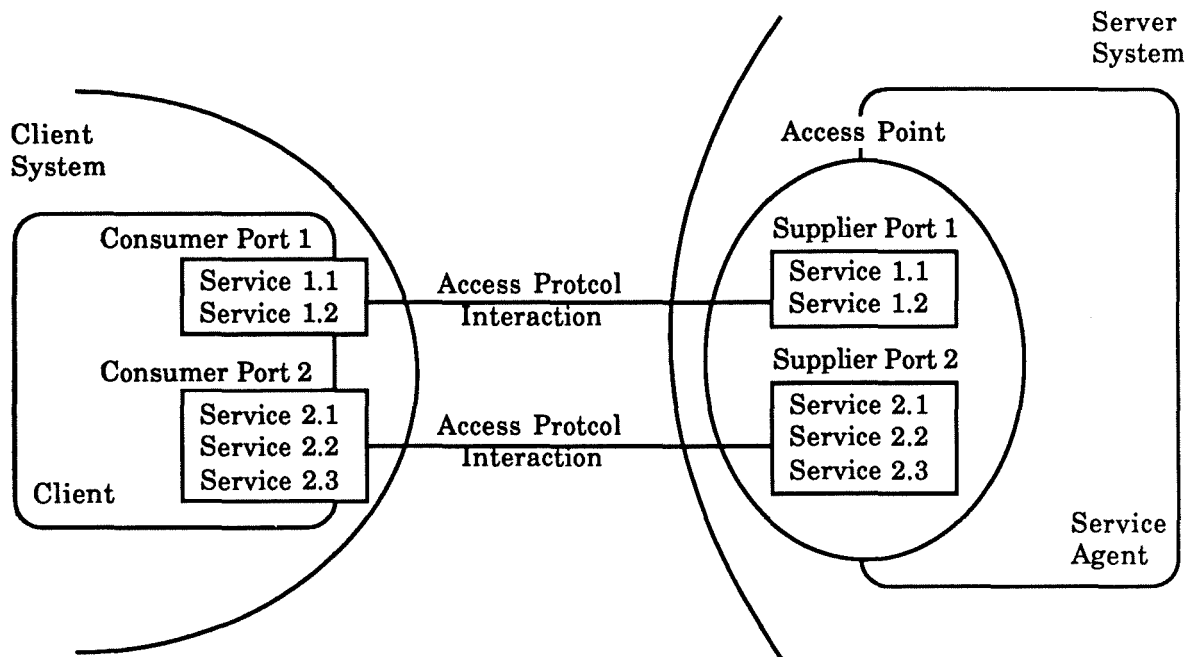 Server
System
Client
System
Access Point
Consumer Port 1
Service 1.1
Service 1.2
Access Protcol
Interaction
Supplier Port 1
Service 1.1
Service 1.2
Consumer Port 2
Service 2.1
Service 2.2
Service 2.3
Access Protcol
Interaction
Supplier Port 2
Service 2.1
Service 2.2
Service 2.3
Client
Service
Agent